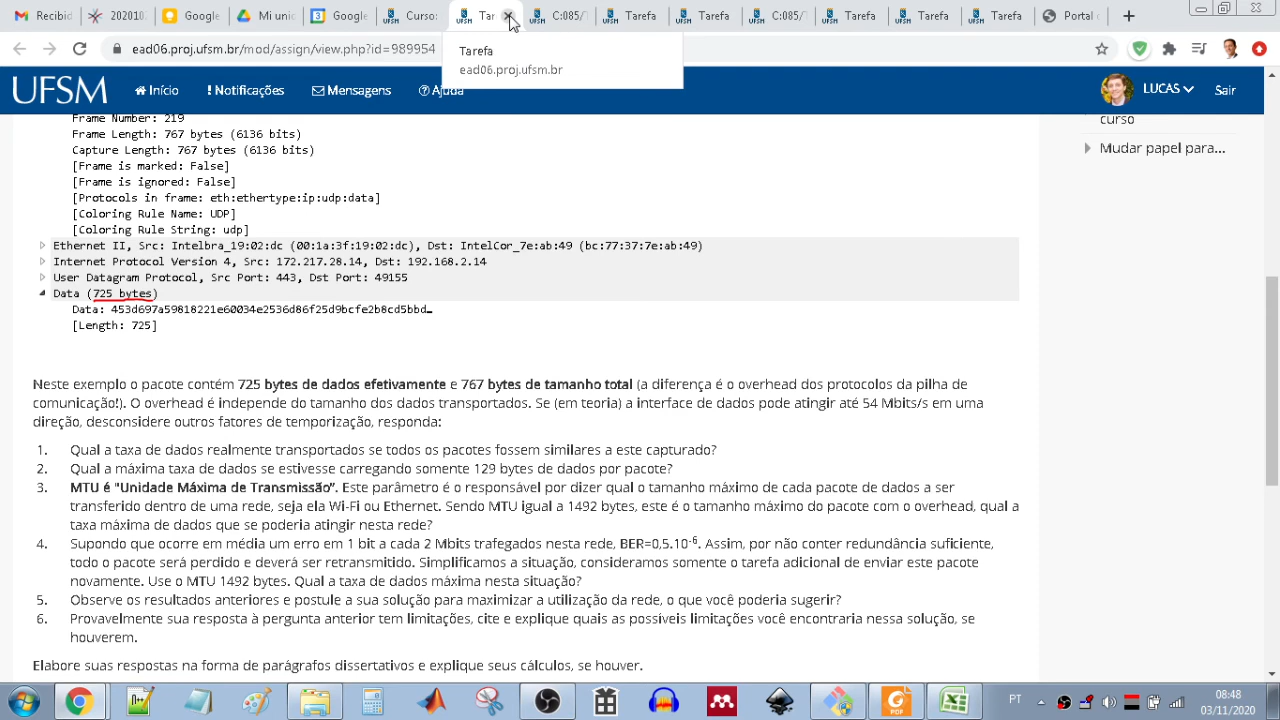 Recibi
201810
Google
Mi unic
Google
Curso:
Tar
C:085/
Tarefa
Tarefa
C:085/
Tarefa
Tarefa
Tarefa
Portal
ead06.proj.ufsm.br/mod/assign/view.php?id=989954
Tarefa
ead06.proj.ufsm.br
UFSM
Início
Notificações
Mensagens
Ajuda
LUCAS
Sair
Frame Number: 219
Frame Length: 767 bytes (6136 bits)
Capture Length: 767 bytes (6136 bits)
[Frame is marked: False]
[Frame is ignored: False]
[Protocols in frame: eth:ethertype:ip:udp:data]
[Coloring Rule Name: UDP]
[Coloring Rule String: udp]
Ethernet II, Src: Intelbra_19:02:dc (00:1a:3f:19:02:dc), Dst: IntelCor_7e:ab:49 (bc:77:37:7e:ab:49)
Internet Protocol Version 4, Src: 172.217.28.14, Dst: 192.168.2.14
User Datagram Protocol, Src Port: 443, Dst Port: 49155
Data (725 bytes)
Data: 453d697a59818221e60034e2536d86f25d9bcfe2b8cd5bbd…
[Length: 725]
curso
Mudar papel para...
Neste exemplo o pacote contém 725 bytes de dados efetivamente e 767 bytes de tamanho total (a diferença é o overhead dos protocolos da pilha de
comunicação!). O overhead é independe do tamanho dos dados transportados. Se (em teoria) a interface de dados pode atingir até 54 Mbits/s em uma
direção, desconsidere outros fatores de temporização, responda:
1. Qual a taxa de dados realmente transportados se todos os pacotes fossem similares a este capturado?
2. Qual a máxima taxa de dados se estivesse carregando somente 129 bytes de dados por pacote?
3. MTU é "Unidade Máxima de Transmissão". Este parâmetro é o responsável por dizer qual o tamanho máximo de cada pacote de dados a ser
transferido dentro de uma rede, seja ela Wi-Fi ou Ethernet. Sendo MTU igual a 1492 bytes, este é o tamanho máximo do pacote com o overhead, qual a
taxa máxima de dados que se poderia atingir nesta rede?
4. Supondo que ocorre em média um erro em 1 bit a cada 2 Mbits trafegados nesta rede, BER=0,5.10-6. Assim, por não conter redundância suficiente,
todo o pacote será perdido e deverá ser retransmitido. Simplificamos a situação, consideramos somente o tarefa adicional de enviar este pacote
novamente. Use o MTU 1492 bytes. Qual a taxa de dados máxima nesta situação?
5. Observe os resultados anteriores e postule a sua solução para maximizar a utilização da rede, o que você poderia sugerir?
6. Provavelmente sua resposta à pergunta anterior tem limitações, cite e explique quais as possíveis limitações você encontraria nessa solução, se
houverem.
Elabore suas respostas na forma de parágrafos dissertativos e explique seus cálculos, se houver.
PT
08:48
03/11/2020